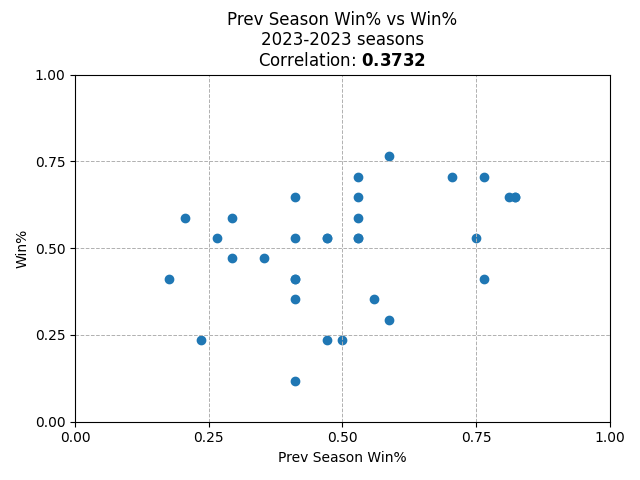 Prev Season Win% vs Win%
2023-2023 seasons
Correlation: 0.3732
1.00
0.75
0.50
0.25
0.00
Win%
0.00 0.25 0.50 0.75 1.00
Prev Season Win%